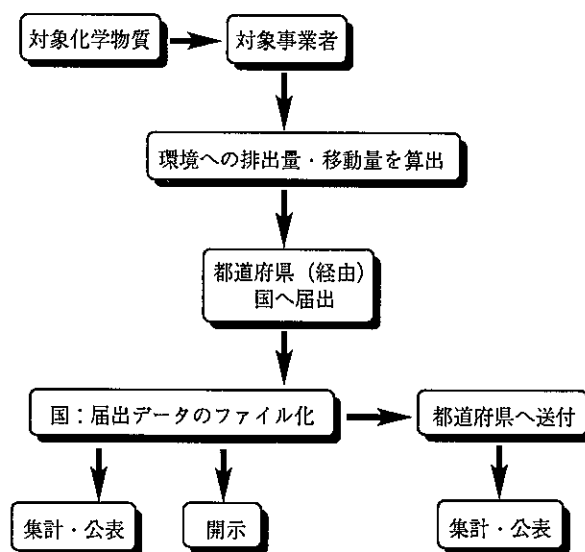 対象化学物質
対象事業者
環境への排出量・移動量を算出
都道府県（経由）
国へ届出
国：届出データのファイル化
都道府県へ送付
集計・公表
開示
集計・公表